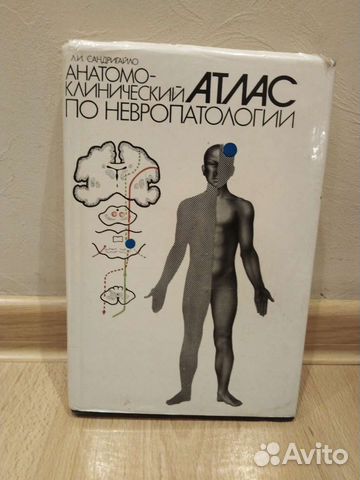 Л.И. САНДРИГАЙЛО
АНАТОМО-
КЛИНИЧЕСКИЙ АТЛАС
ПО НЕВРОПАТОЛОГИИ
Avito